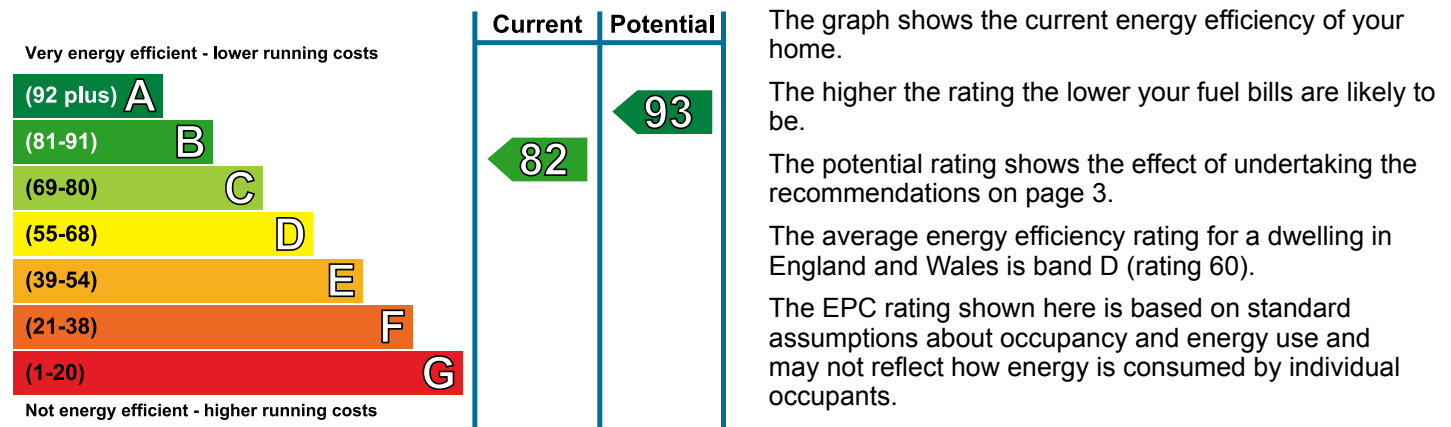 Current Potential
Very energy efficient - lower running costs
(92 plus) A
(81-91) B
(69-80) C
(55-68) D
(39-54) E
(21-38) F
(1-20) G
Not energy efficient - higher running costs
82
93
The graph shows the current energy efficiency of your
home.
The higher the rating the lower your fuel bills are likely to
be.
The potential rating shows the effect of undertaking the
recommendations on page 3.
The average energy efficiency rating for a dwelling in
England and Wales is band D (rating 60).
The EPC rating shown here is based on standard
assumptions about occupancy and energy use and
may not reflect how energy is consumed by individual
occupants.